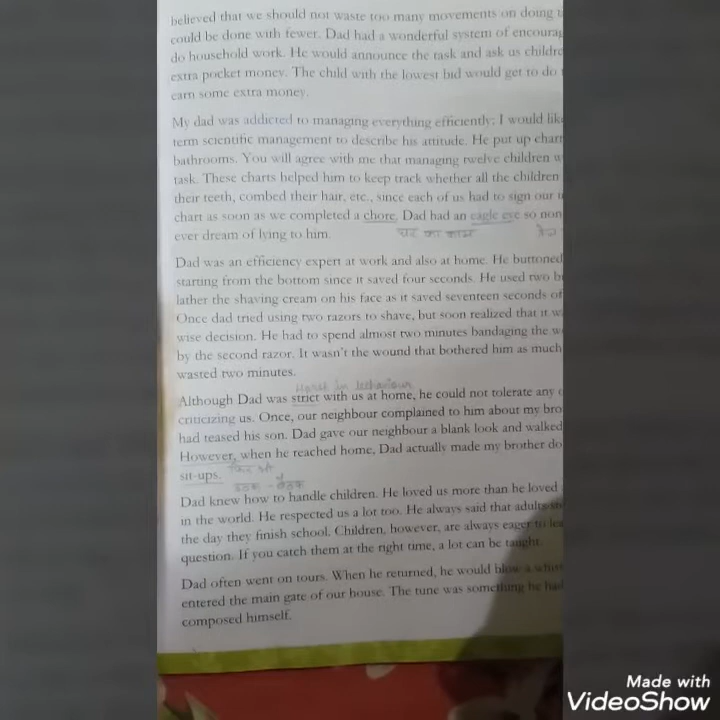 believed that we should not waste too many movements on doing
could be done with fewer. Dad had a wonderful system of encourag
do household work. He would announce the task and ask us childre
extra pocket money. The child with the lowest bid would get to do
earn some extra money.
My dad was addicted to managing everything efficiently; I would lik
term scientific management to describe his attitude. He put up chart
bathrooms. You will agree with me that managing twelve children w
task. These charts helped him to keep track whether all the children
their teeth, combed their hair, etc., since each of us had to sign our
chart as soon as we completed a chore. Dad had an eagle eye so non
ever dream of lying to him. घर का काम
Dad was an efficiency expert at work and also at home. He buttoned
starting from the bottom since it saved four seconds. He used two b
lather the shaving cream on his face as it saved seventeen seconds of
Once dad tried using two razors to shave, but soon realized that it w
wise decision. He had to spend almost two minutes bandaging the w
by the second razor. It wasn't the wound that bothered him as much
wasted two minutes.
in behaviour
Although Dad was strict with us at home, he could not tolerate any
criticizing us. Once, our neighbour complained to him about my bro
had teased his son. Dad gave our neighbour a blank look and walked
However, when he reached home, Dad actually made my brother do
sit-ups. फिर भी
उठक - बैठक
Dad knew how to handle children. He loved us more than he loved
in the world. He respected us a lot too. He always said that adults
the day they finish school. Children, however, are always eager to lea
question. If you catch them at the right time, a lot can be taught.
Dad often went on tours. When he returned, he would blow a whis
entered the main gate of our house. The tune was something he had
composed himself.
Made with
VideoShow